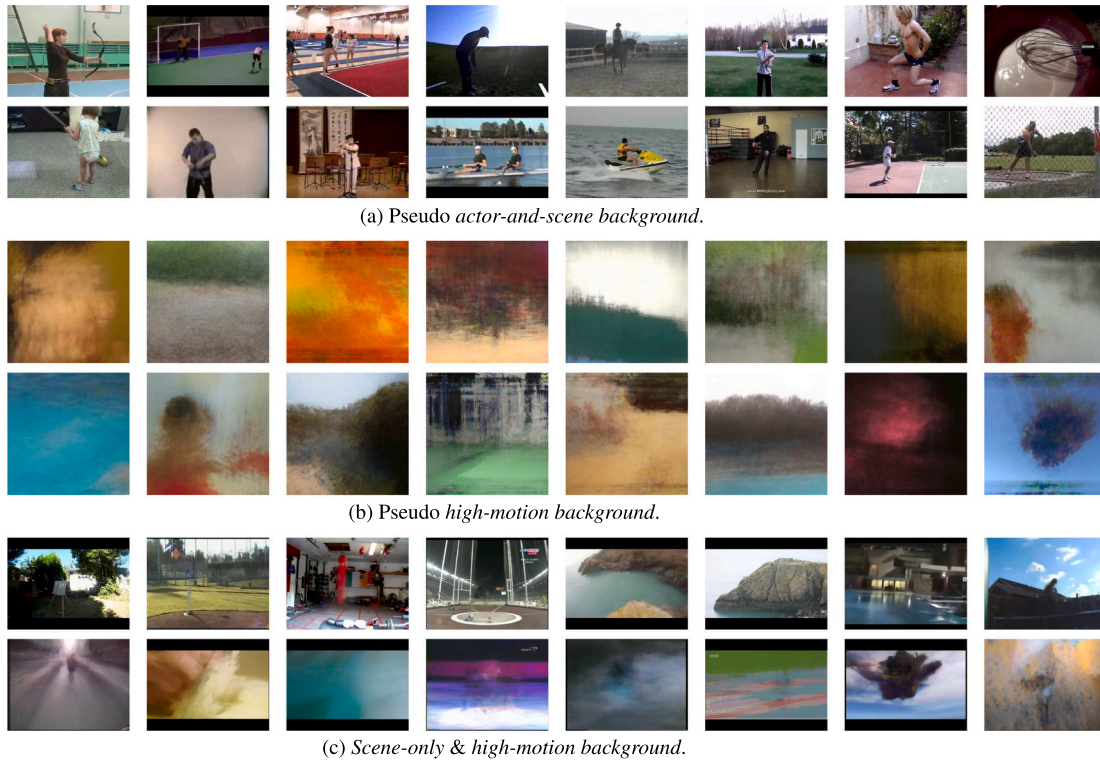 (a) Pseudo actor-and-scene background.
(b) Pseudo high-motion background.
(c) Scene-only & high-motion background.